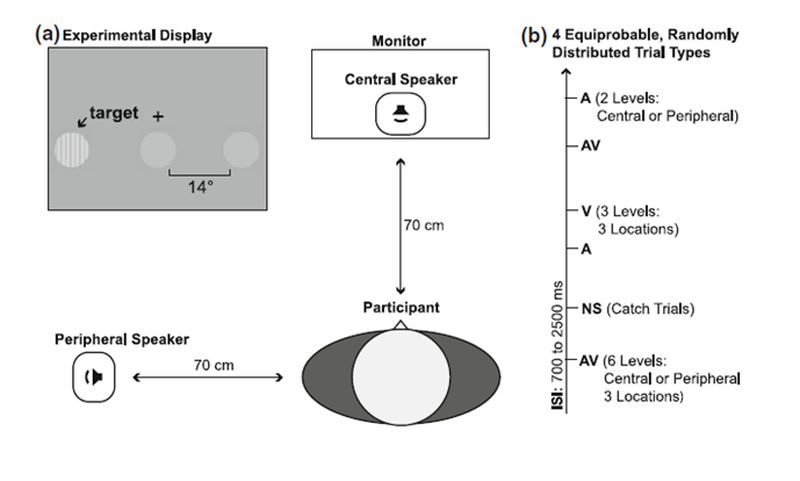 (a) Experimental Display
target
+
14°
Monitor
Central Speaker
70 cm
Participant
Peripheral Speaker
70 cm
(b) 4 Equiprobable, Randomly
Distributed Trial Types
A (2 Levels:
Central or Peripheral)
AV
V (3 Levels:
3 Locations)
A
NS (Catch Trials)
AV (6 Levels:
Central or Peripheral
3 Locations)
ISI: 700 to 2500 ms